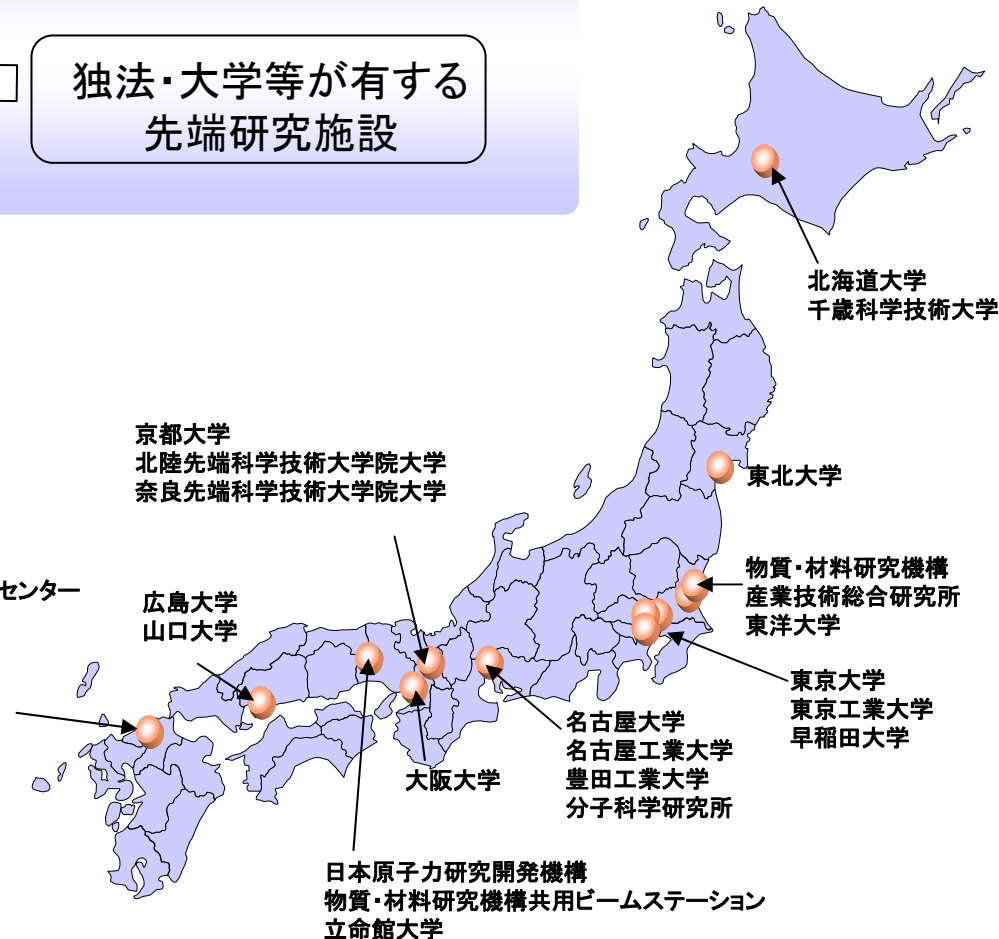 独法・大学等が有する
先端研究施設
北海道大学
千歳科学技術大学
京都大学
北陸先端科学技術大学院大学
奈良先端科学技術大学院大学
東北大学
センター
広島大学
山口大学
物質・材料研究機構
産業技術総合研究所
東洋大学
東京大学
東京工業大学
早稲田大学
名古屋大学
名古屋工業大学
豊田工業大学
分子科学研究所
大阪大学
日本原子力研究開発機構
物質・材料研究機構共用ビームステーション
立命館大学